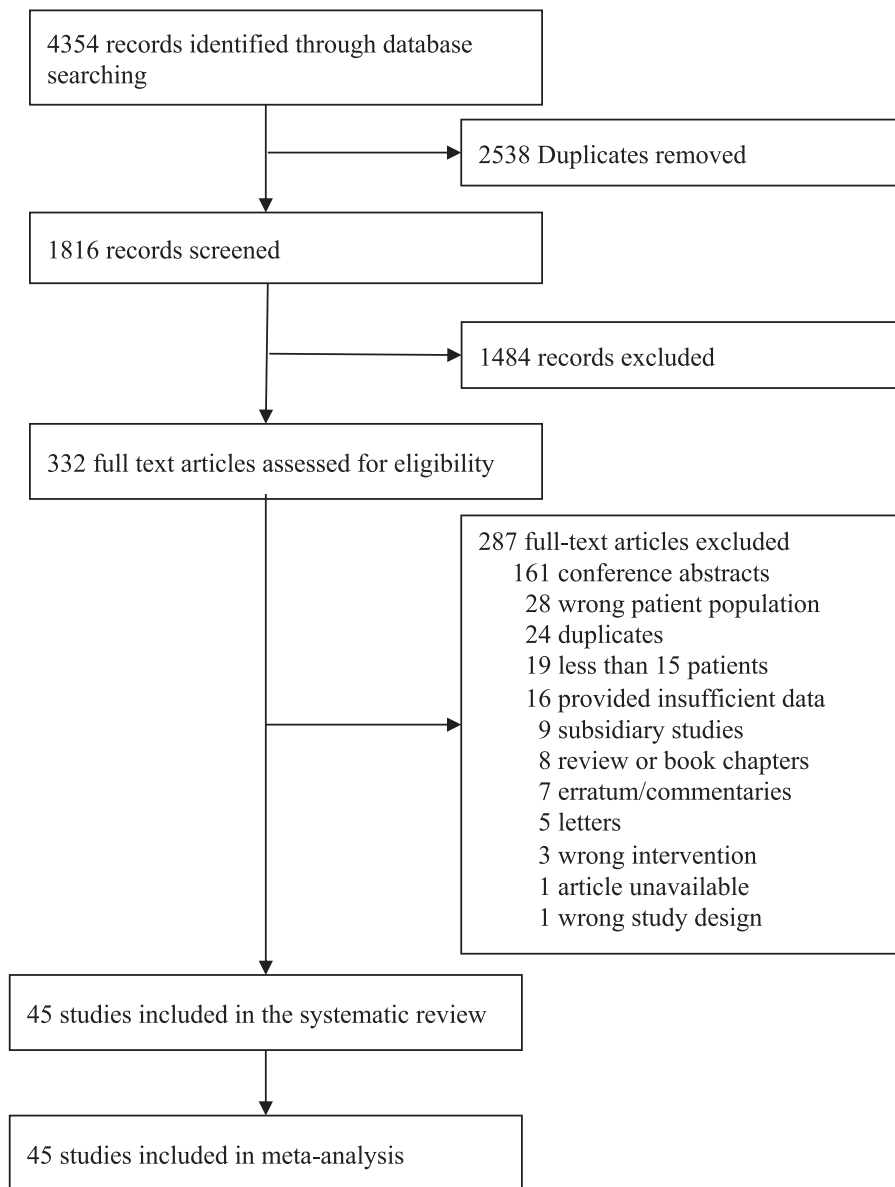 4354 records identified through database
searching
2538 Duplicates removed
1816 records screened
1484 records excluded
332 full text articles assessed for eligibility
287 full-text articles excluded
161 conference abstracts
28 wrong patient population
24 duplicates
19 less than 15 patients
16 provided insufficient data
9 subsidiary studies
8 review or book chapters
7 erratum/commentaries
5 letters
3 wrong intervention
1 article unavailable
1 wrong study design
45 studies included in the systematic review
45 studies included in meta-analysis